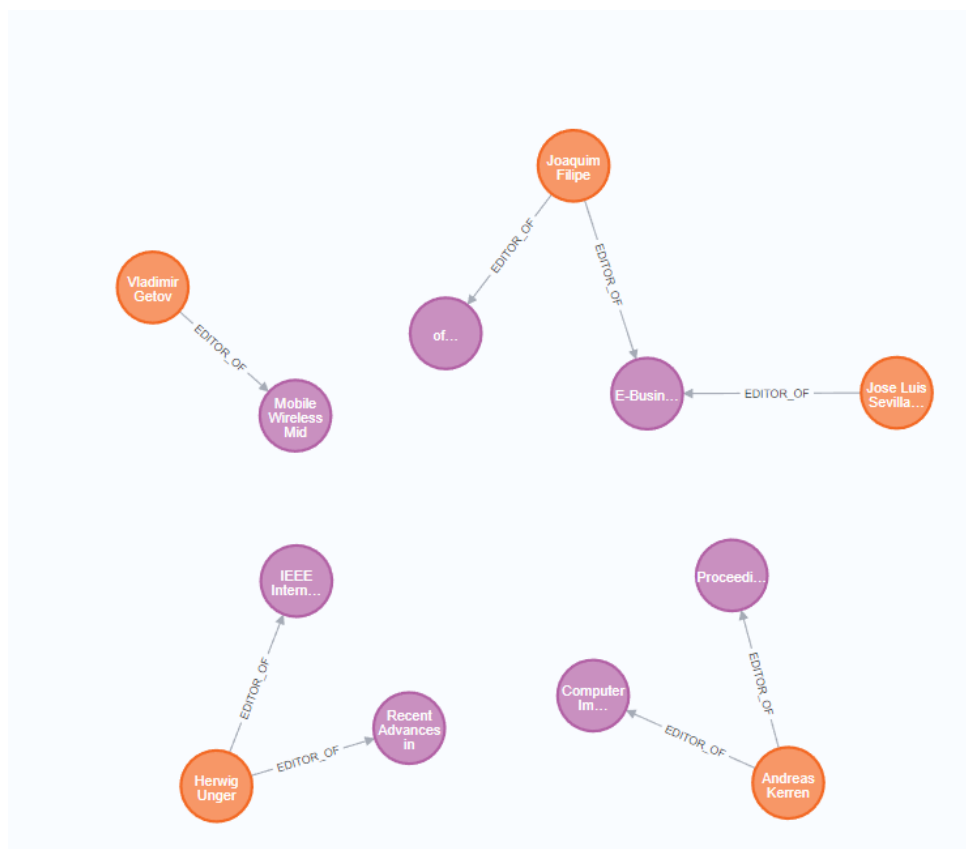 Joaquim
Filipe
EDITOR_OF
EDITOR_OF
Vladimir
Getov
EDITOR_OF
of...
Mobile
Wireless
Mid
E-Busin...
EDITOR_OF
Jose Luis
Sevilla...
IEEE
Intern...
Proceedi...
EDITOR_OF
EDITOR_OF
Computer
Im...
Recent
Advances
in
EDITOR_OF
EDITOR_OF
Herwig
Unger
Andreas
Kerren